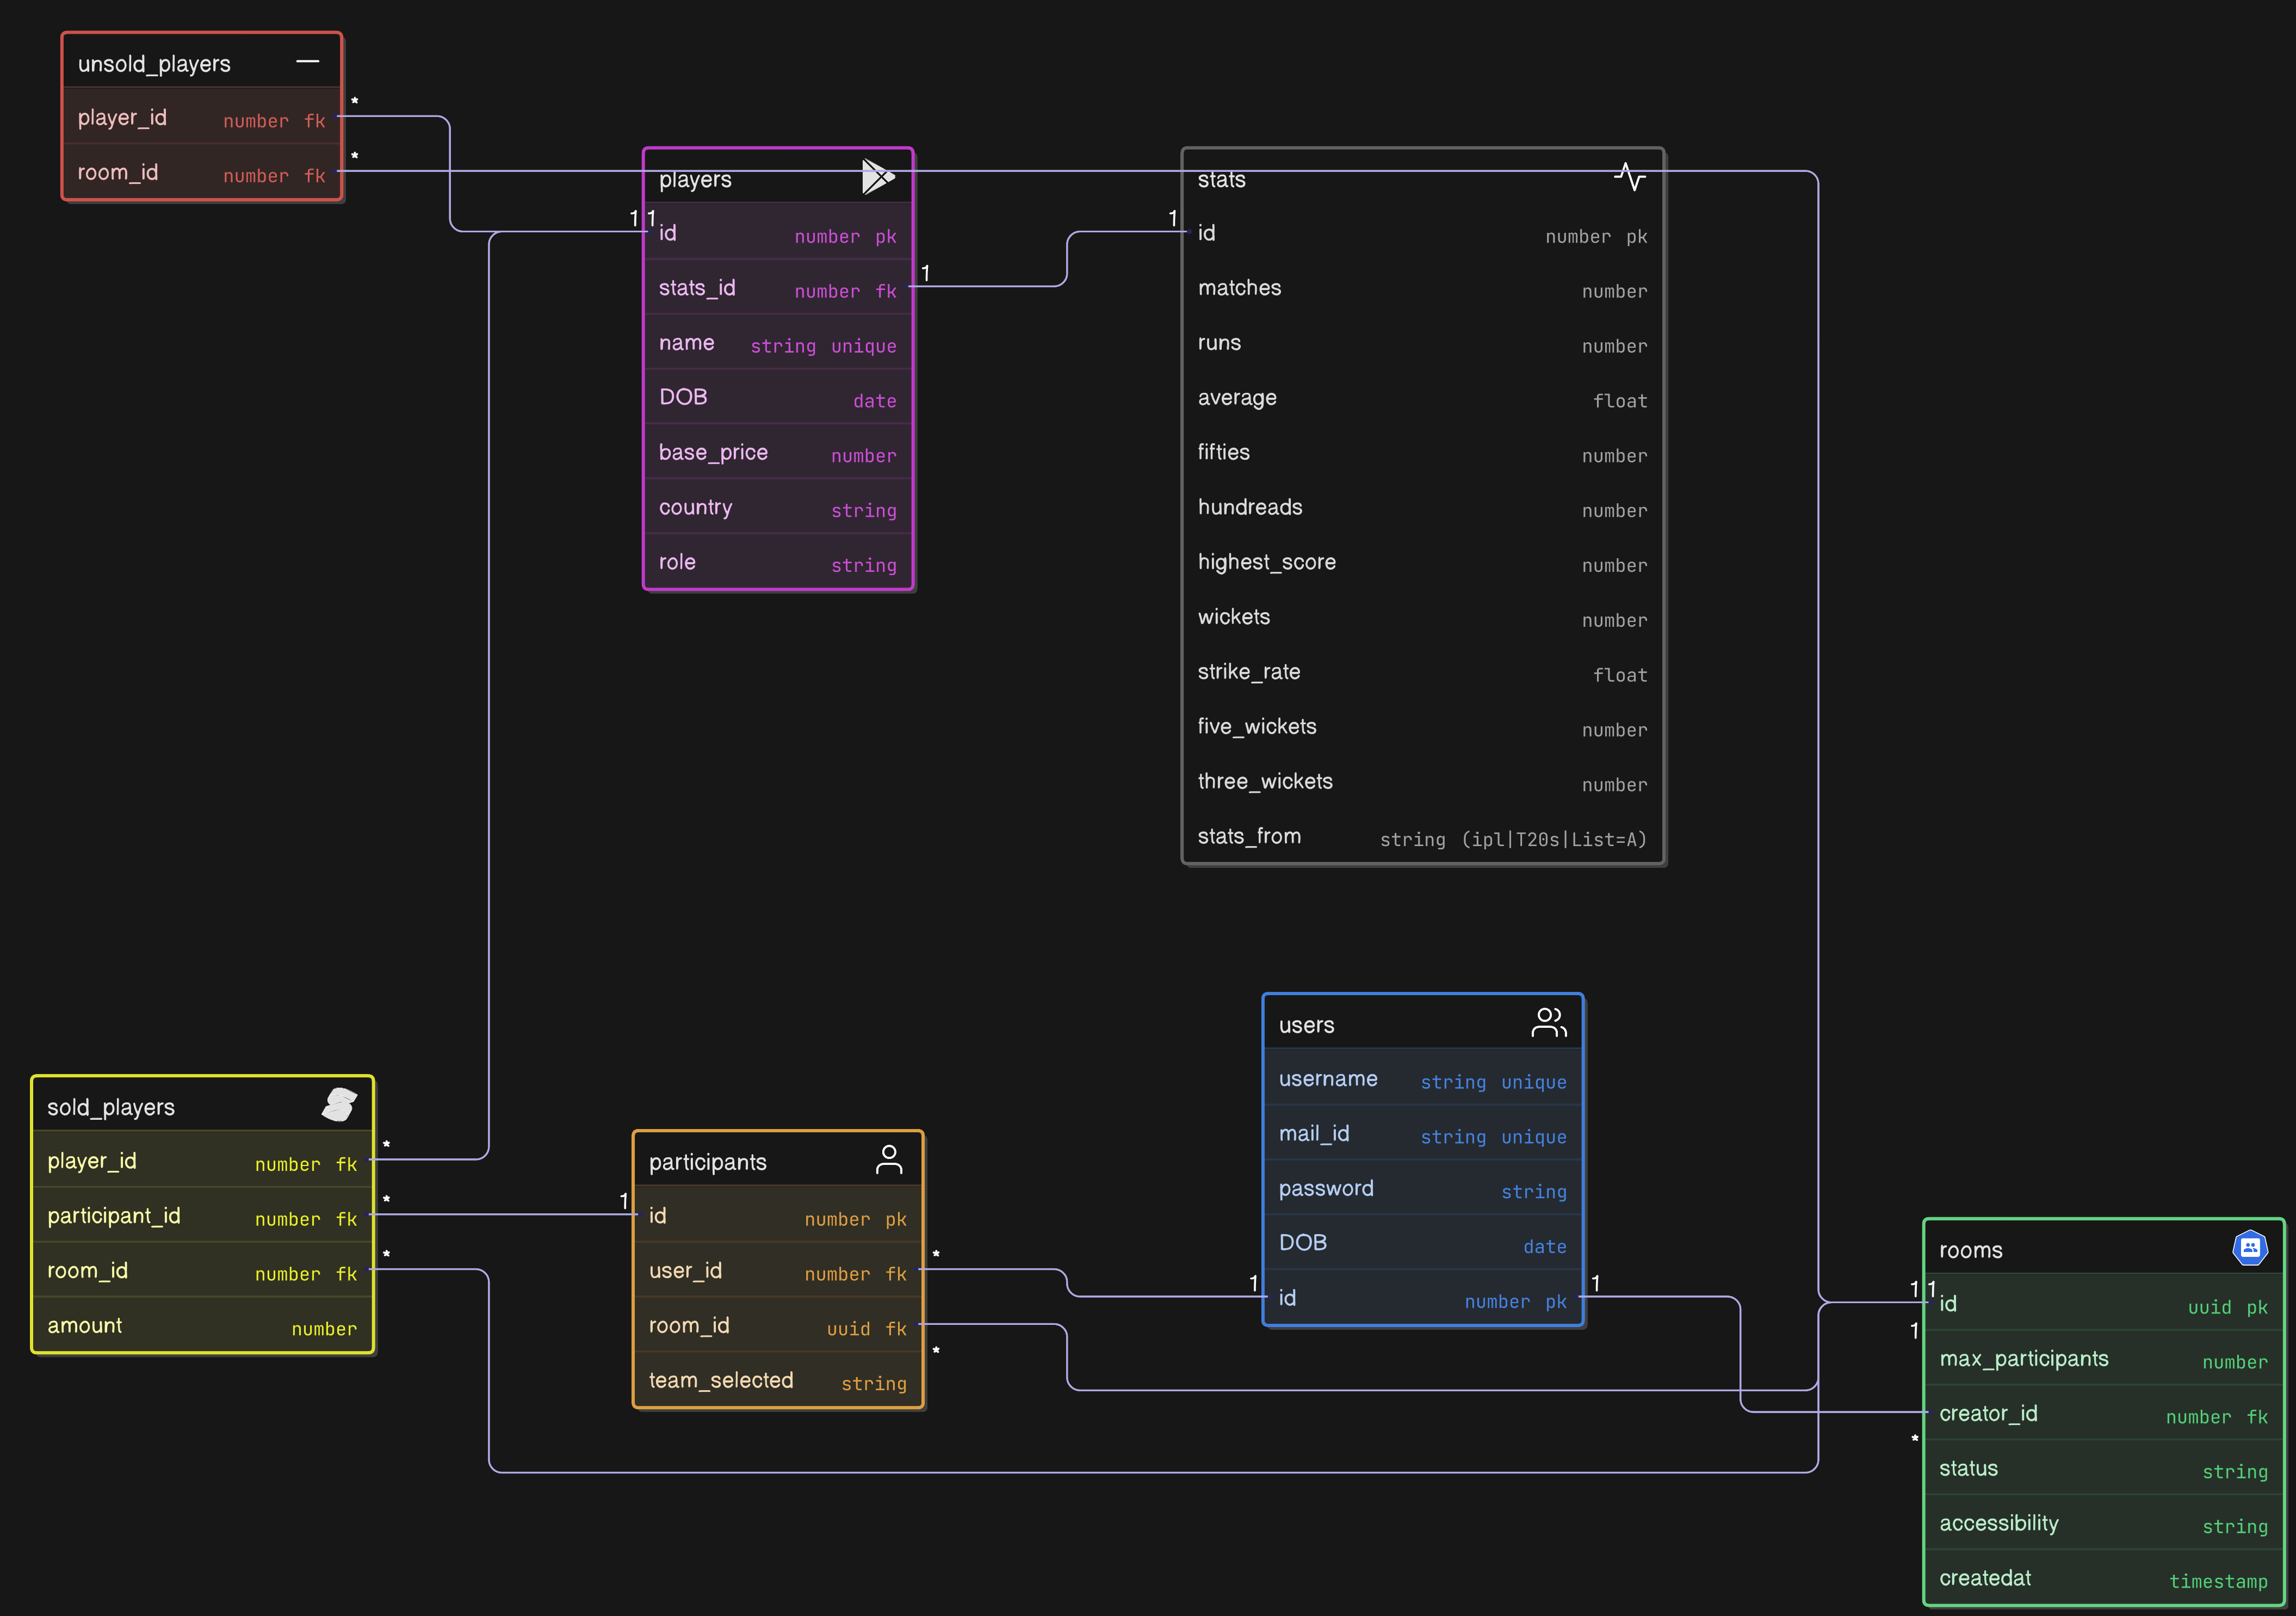 unsold_players
player_id number fk
room_id number fk
*
*
players
id number pk
stats_id number fk
name string unique
DOB date
base_price number
country string
role string
1 1
1
stats
id number pk
matches number
runs number
average float
fifties number
hundreads number
highest_score number
wickets number
strike_rate float
five_wickets number
three_wickets number
stats_from string (ipl|T20s|List=A)
1
sold_players
player_id number fk
participant_id number fk
room_id number fk
amount number
*
*
*
participants
id number pk
user_id number fk
room_id uuid fk
team_selected string
1
*
*
users
username string unique
mail_id string unique
password string
DOB date
id number pk
1
1
rooms
id uuid pk
max_participants number
creator_id number fk
status string
accessibility string
createdat timestamp
1 1
1
*